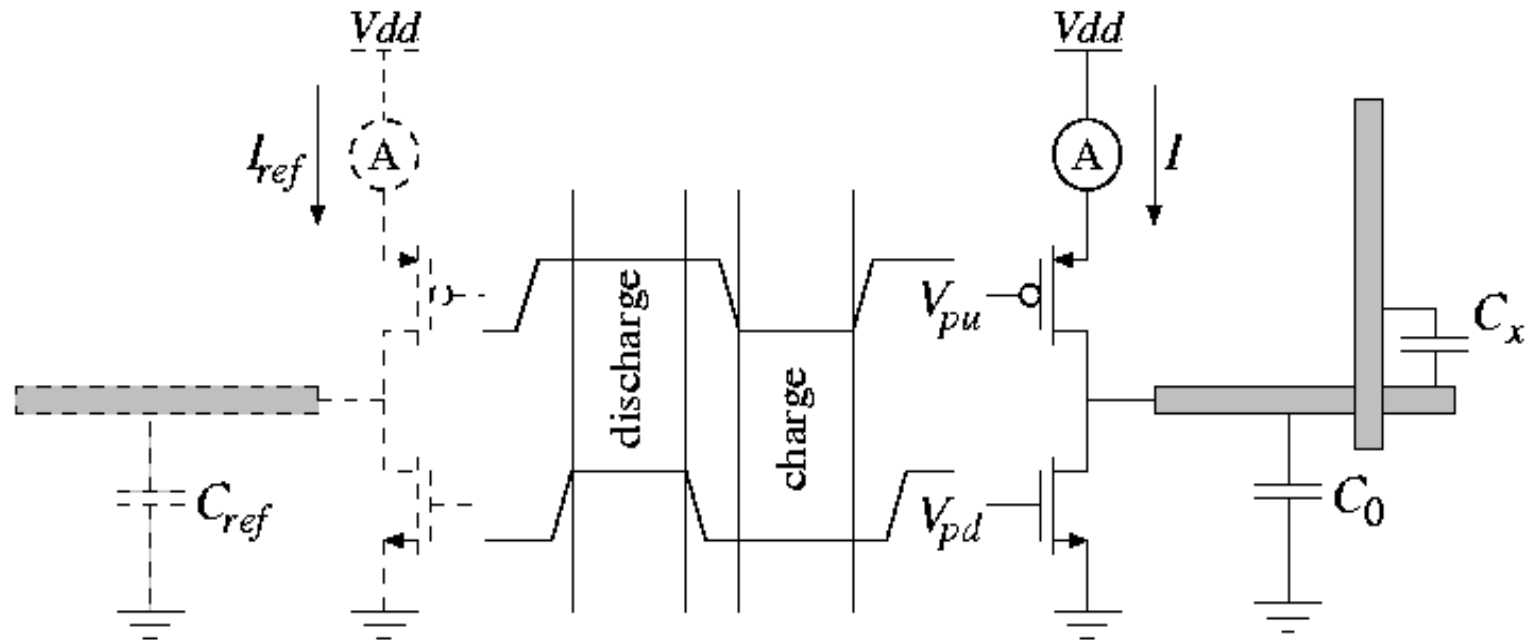 Vdd
Vdd
I_ref
A
A
I
discharge
charge
V_pu
C_x
C_ref
V_pd
C_0